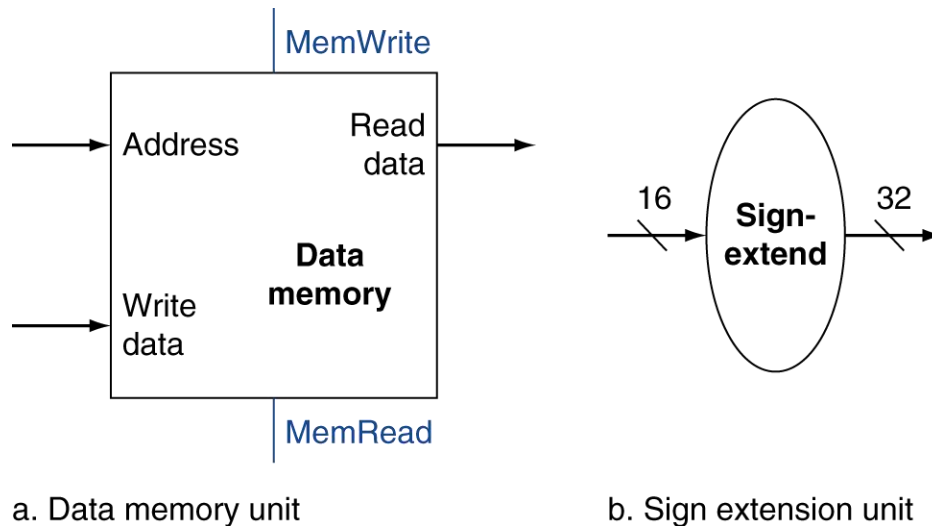 MemWrite
Address
Read
data
Data
memory
Write
data
MemRead
a. Data memory unit
16
Sign-
extend
32
b. Sign extension unit